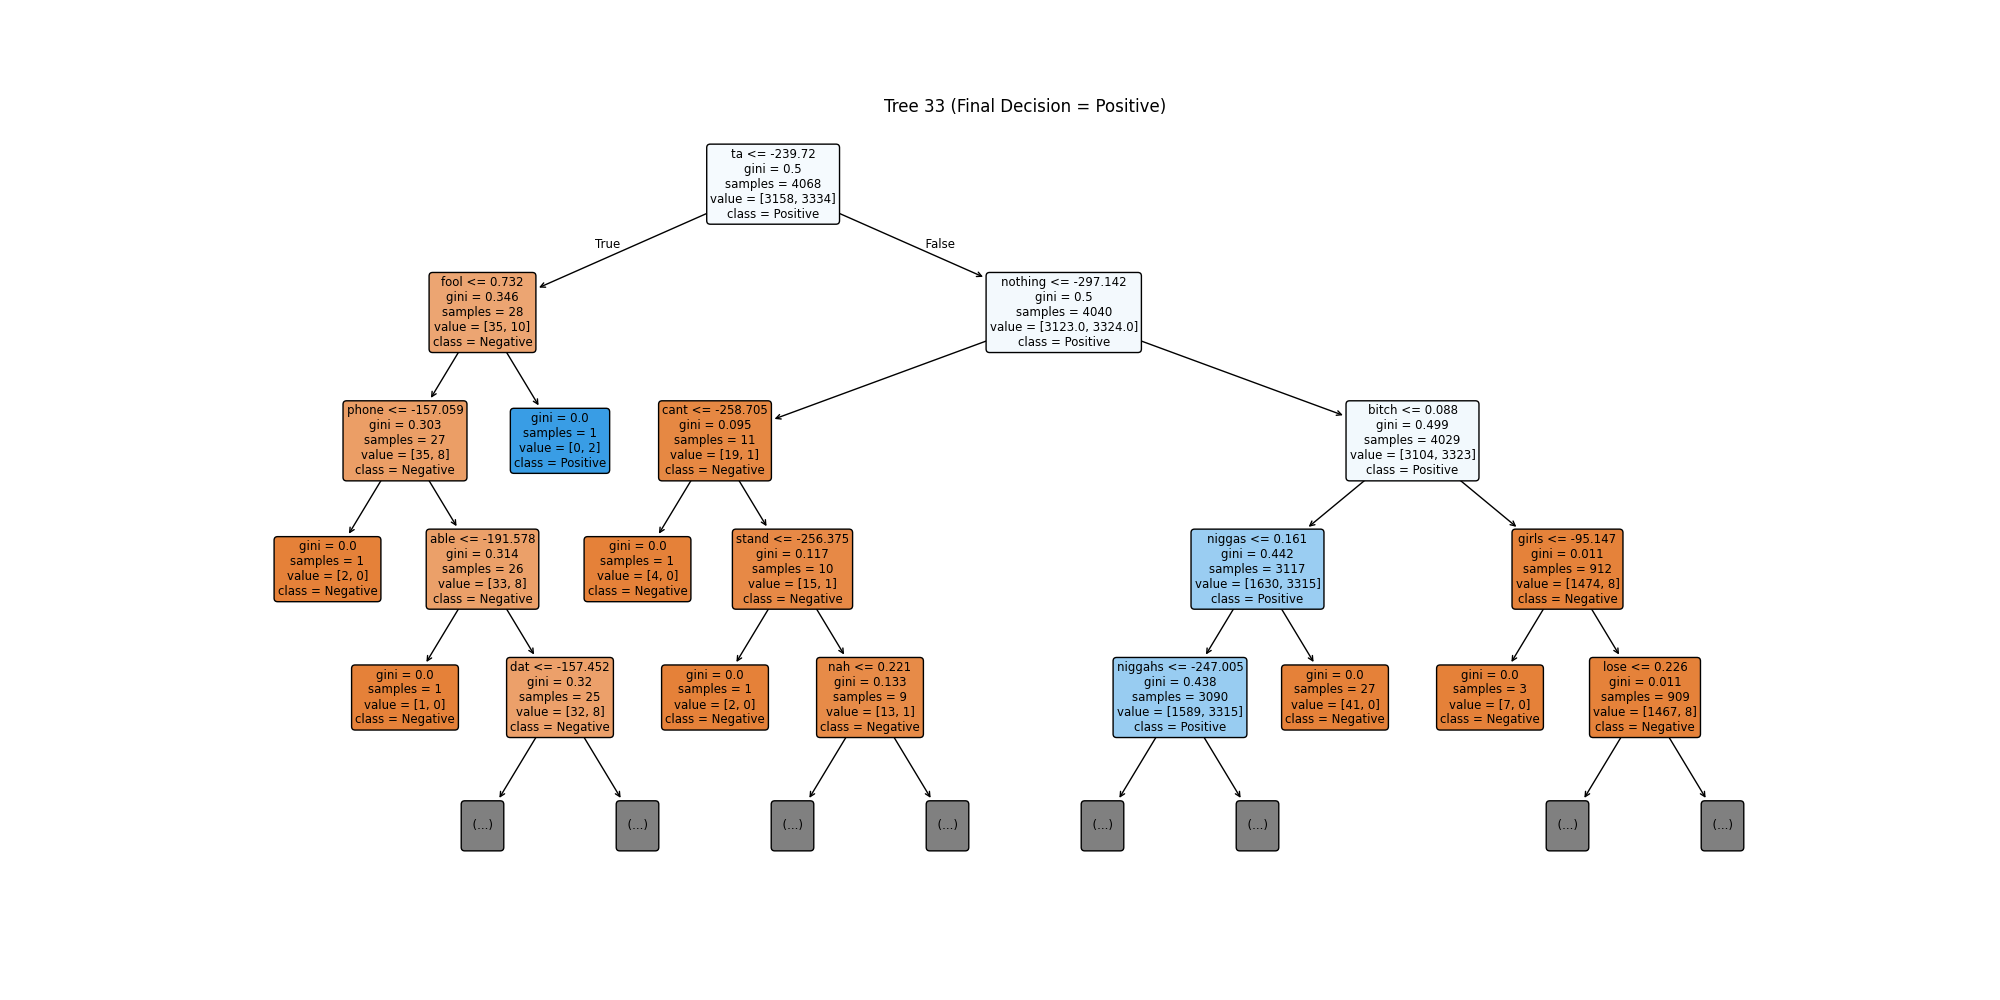 Tree 33 (Final Decision = Positive)
ta <= -239.72
gini = 0.5
samples = 4068
value = [3158, 3334]
class = Positive
True
False
fool <= 0.732
gini = 0.346
samples = 28
value = [35, 10]
class = Negative
nothing <= -297.142
gini = 0.5
samples = 4040
value = [3123.0, 3324.0]
class = Positive
phone <= -157.059
gini = 0.303
samples = 27
value = [35, 8]
class = Negative
gini = 0.0
samples = 1
value = [0, 2]
class = Positive
cant <= -258.705
gini = 0.095
samples = 11
value = [19, 1]
class = Negative
bitch <= 0.088
gini = 0.499
samples = 4029
value = [3104, 3323]
class = Positive
gini = 0.0
samples = 1
value = [2, 0]
class = Negative
able <= -191.578
gini = 0.314
samples = 26
value = [33, 8]
class = Negative
gini = 0.0
samples = 1
value = [4, 0]
class = Negative
stand <= -256.375
gini = 0.117
samples = 10
value = [15, 1]
class = Negative
niggas <= 0.161
gini = 0.442
samples = 3117
value = [1630, 3315]
class = Positive
girls <= -95.147
gini = 0.011
samples = 912
value = [1474, 8]
class = Negative
gini = 0.0
samples = 1
value = [1, 0]
class = Negative
dat <= -157.452
gini = 0.32
samples = 25
value = [32, 8]
class = Negative
gini = 0.0
samples = 1
value = [2, 0]
class = Negative
nah <= 0.221
gini = 0.133
samples = 9
value = [13, 1]
class = Negative
niggahs <= -247.005
gini = 0.438
samples = 3090
value = [1589, 3315]
class = Positive
gini = 0.0
samples = 27
value = [41, 0]
class = Negative
gini = 0.0
samples = 3
value = [7, 0]
class = Negative
lose <= 0.226
gini = 0.011
samples = 909
value = [1467, 8]
class = Negative
(...)
(...)
(...)
(...)
(...)
(...)
(...)
(...)